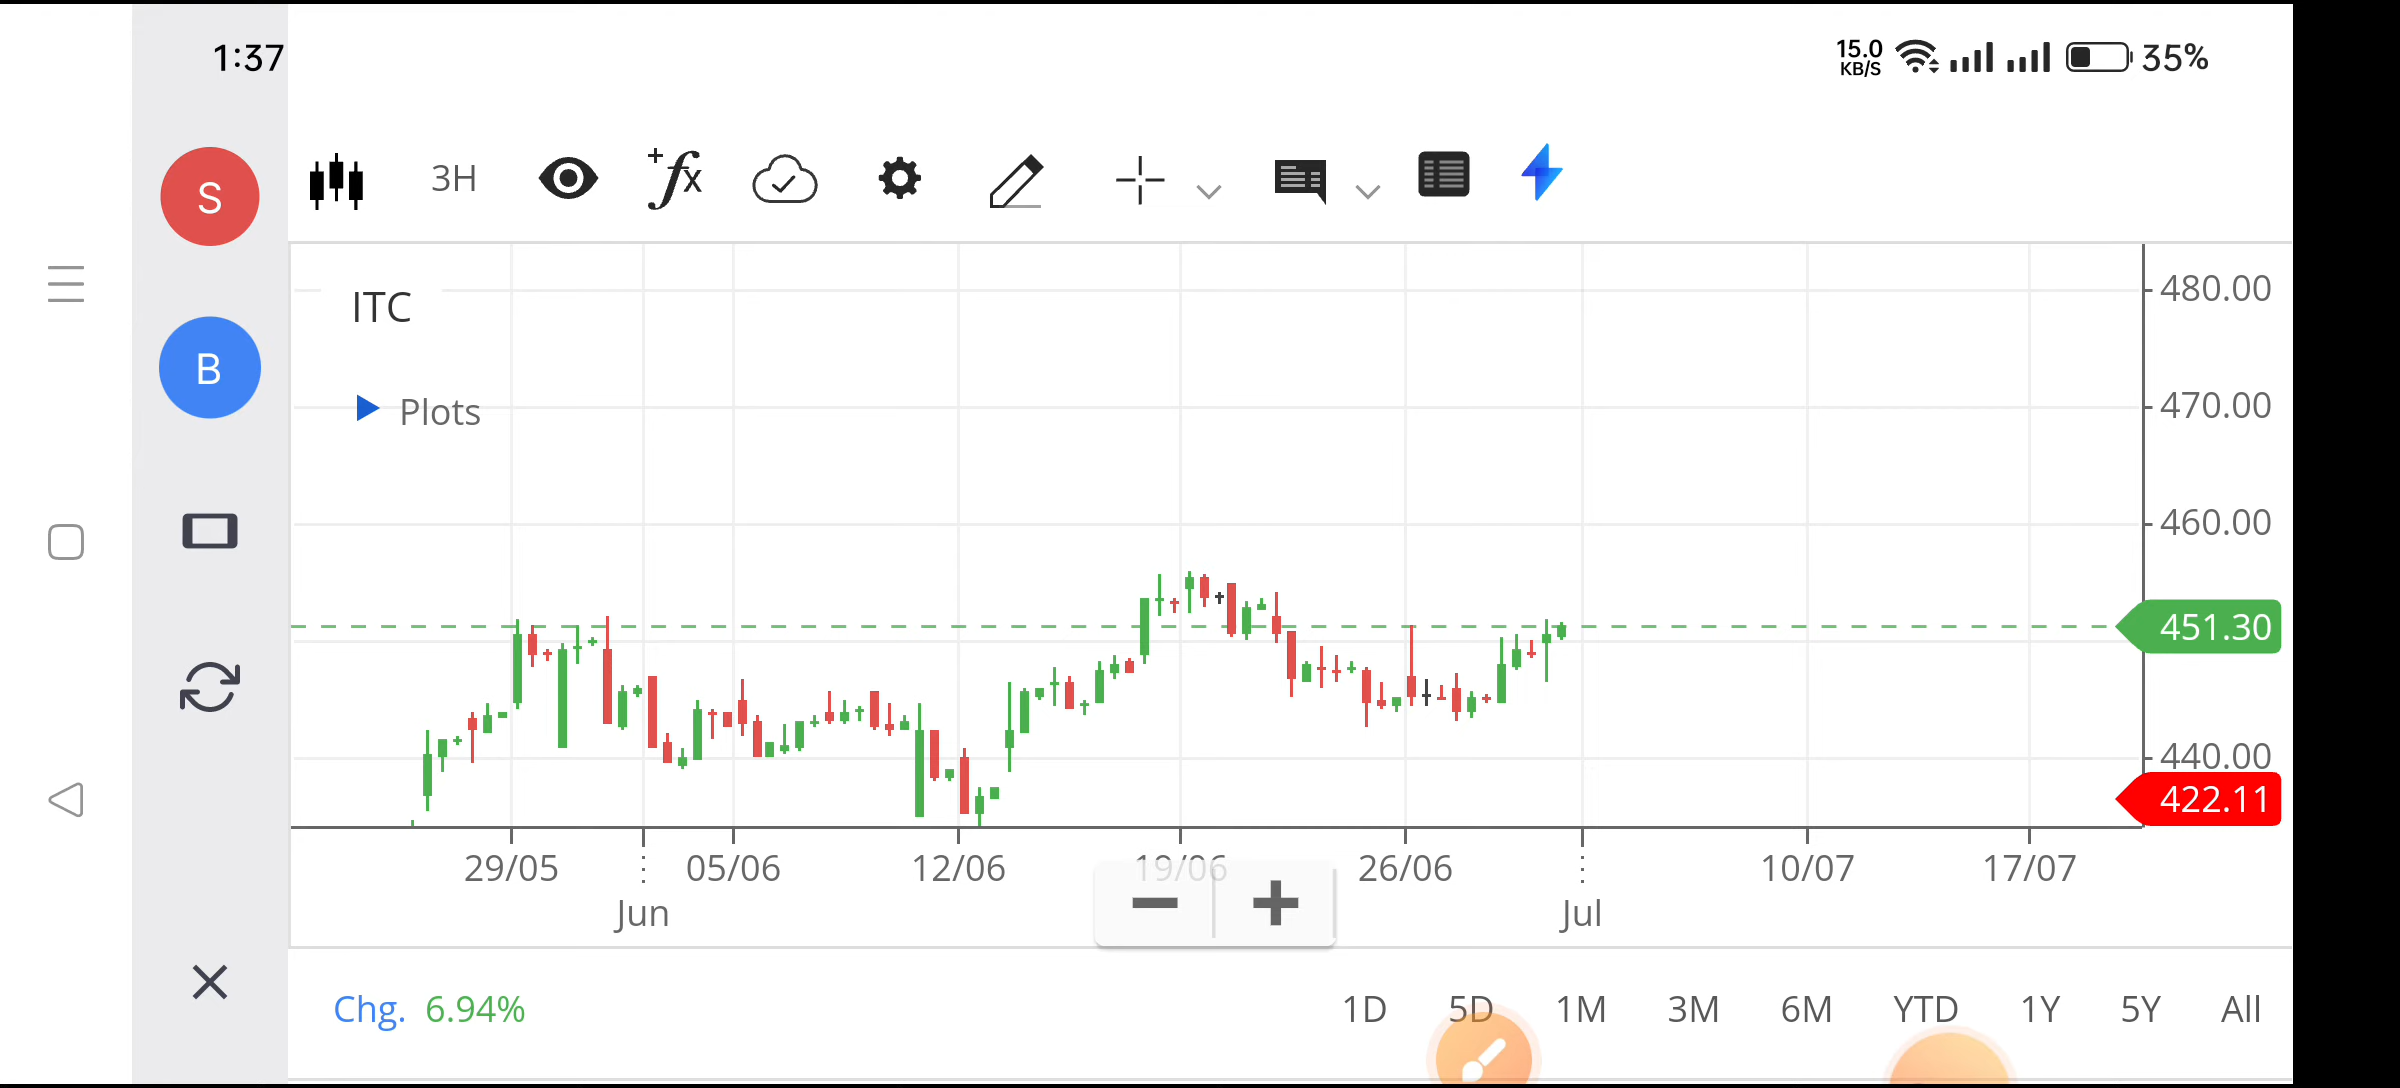 1:37
15.0
KB/S
35%
S
3H
fx
B
ITC
Plots
480.00
470.00
460.00
451.30
440.00
422.11
29/05 05/06 12/06 19/06 26/06 10/07 17/07
Jun Jul
Chg. 6.94% 1D 5D 1M 3M 6M YTD 1Y 5Y All